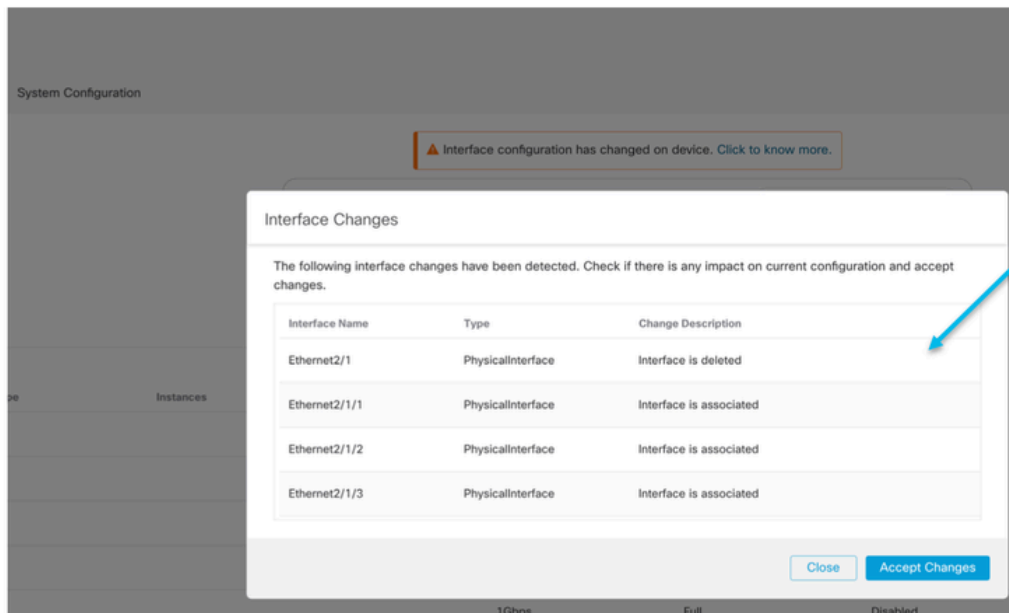 System Configuration
Interface configuration has changed on device. Click to know more.
Interface Changes
The following interface changes have been detected. Check if there is any impact on current configuration and accept
changes.
Interface Name Type Change Description
Ethernet2/1 PhysicalInterface Interface is deleted
Instances
Ethernet2/1/1 PhysicalInterface Interface is associated
Ethernet2/1/2 PhysicalInterface Interface is associated
Ethernet2/1/3 PhysicalInterface Interface is associated
Close Accept Changes
1Gbps Full Disabled